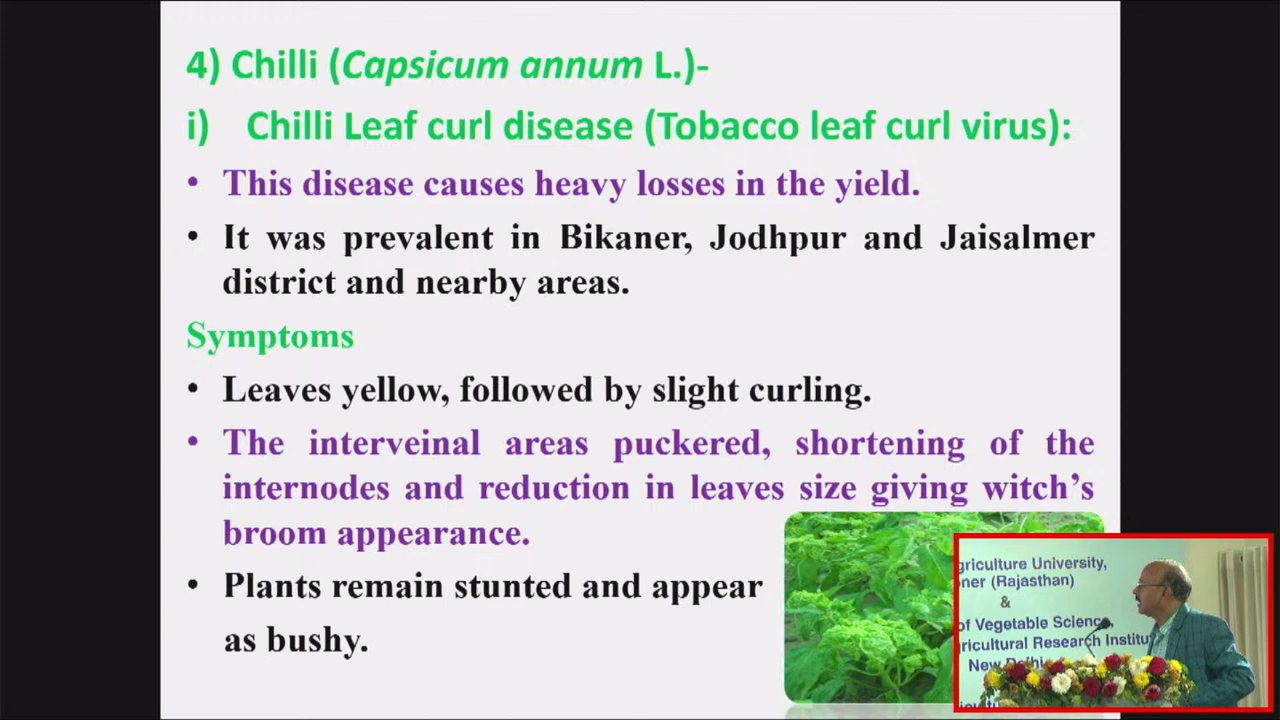 4) Chilli (Capsicum annum L.)-
i) Chilli Leaf curl disease (Tobacco leaf curl virus):
• This disease causes heavy losses in the yield.
• It was prevalent in Bikaner, Jodhpur and Jaisalmer
district and nearby areas.
Symptoms
• Leaves yellow, followed by slight curling.
• The interveinal areas puckered, shortening of the
internodes and reduction in leaves size giving witch's
broom appearance.
• Plants remain stunted and appear
as bushy.
griculture University,
ner (Rajasthan)
&
of Vegetable Science,
gricultural Research Institu
New Delhi